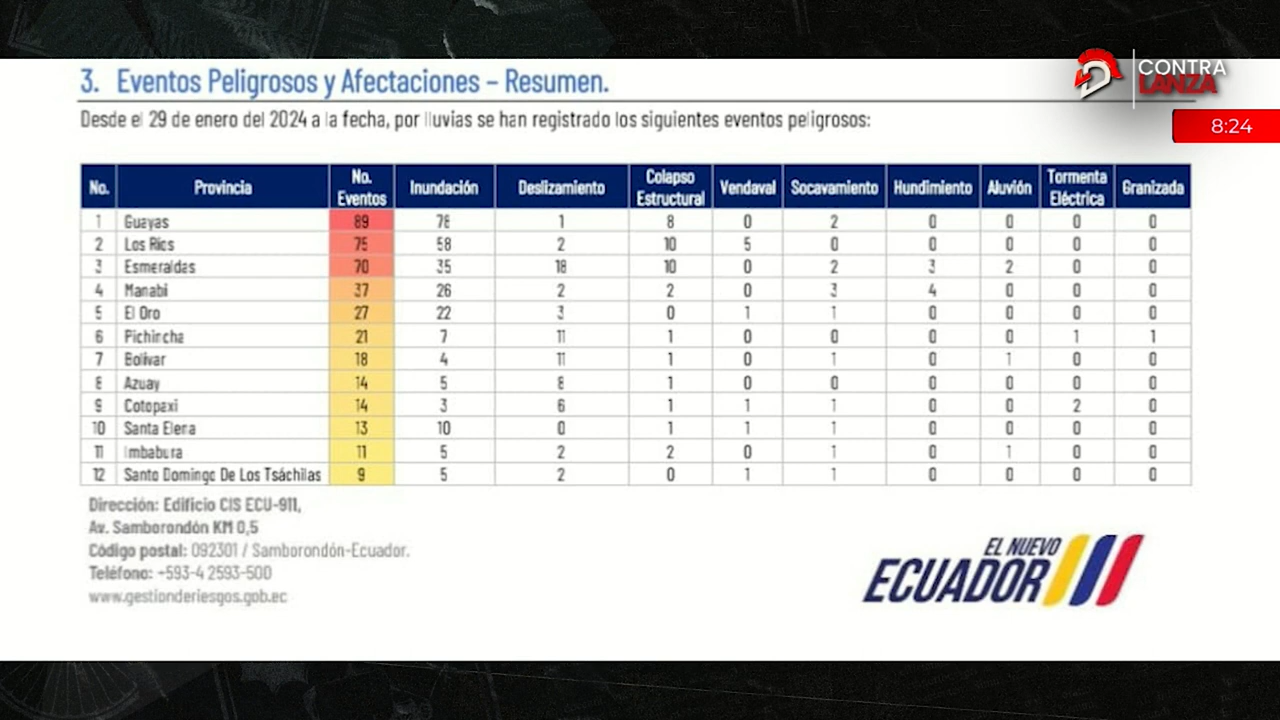 CONTRA
LANZA
8:24
3. Eventos Peligrosos y Afectaciones – Resumen.
Desde el 29 de enero del 2024 a la fecha, por lluvias se han registrado los siguientes eventos peligrosos:
No. Provincia No. Eventos Inundación Deslizamiento Colapso Estructural Vendaval Socavamiento Hundimiento Aluvión Tormenta Eléctrica Granizada
1 Guayas 89 78 1 8 0 2 0 0 0 0
2 Los Ríos 75 58 2 10 5 0 0 0 0 0
3 Esmeraldas 70 35 18 10 0 2 3 2 0 0
4 Manabí 37 26 2 2 0 3 4 0 0 0
5 El Oro 27 22 3 0 1 1 0 0 0 0
6 Pichincha 21 7 11 1 0 0 0 0 1 1
7 Bolívar 18 4 11 1 0 1 0 1 0 0
8 Azuay 14 5 8 1 0 0 0 0 0 0
9 Cotopaxi 14 3 6 1 1 1 0 0 2 0
10 Santa Elena 13 10 0 1 1 1 0 0 0 0
11 Imbabura 11 5 2 2 0 1 0 1 0 0
12 Santo Domingo De Los Tsáchilas 9 5 2 0 1 1 0 0 0 0
Dirección: Edificio CIS ECU-911,
Av. Samborondón KM 0,5
Código postal: 092301 / Samborondón-Ecuador.
Teléfono: +593-4 2593-500
www.gestionderiesgos.gob.ec
EL NUEVO
ECUADOR